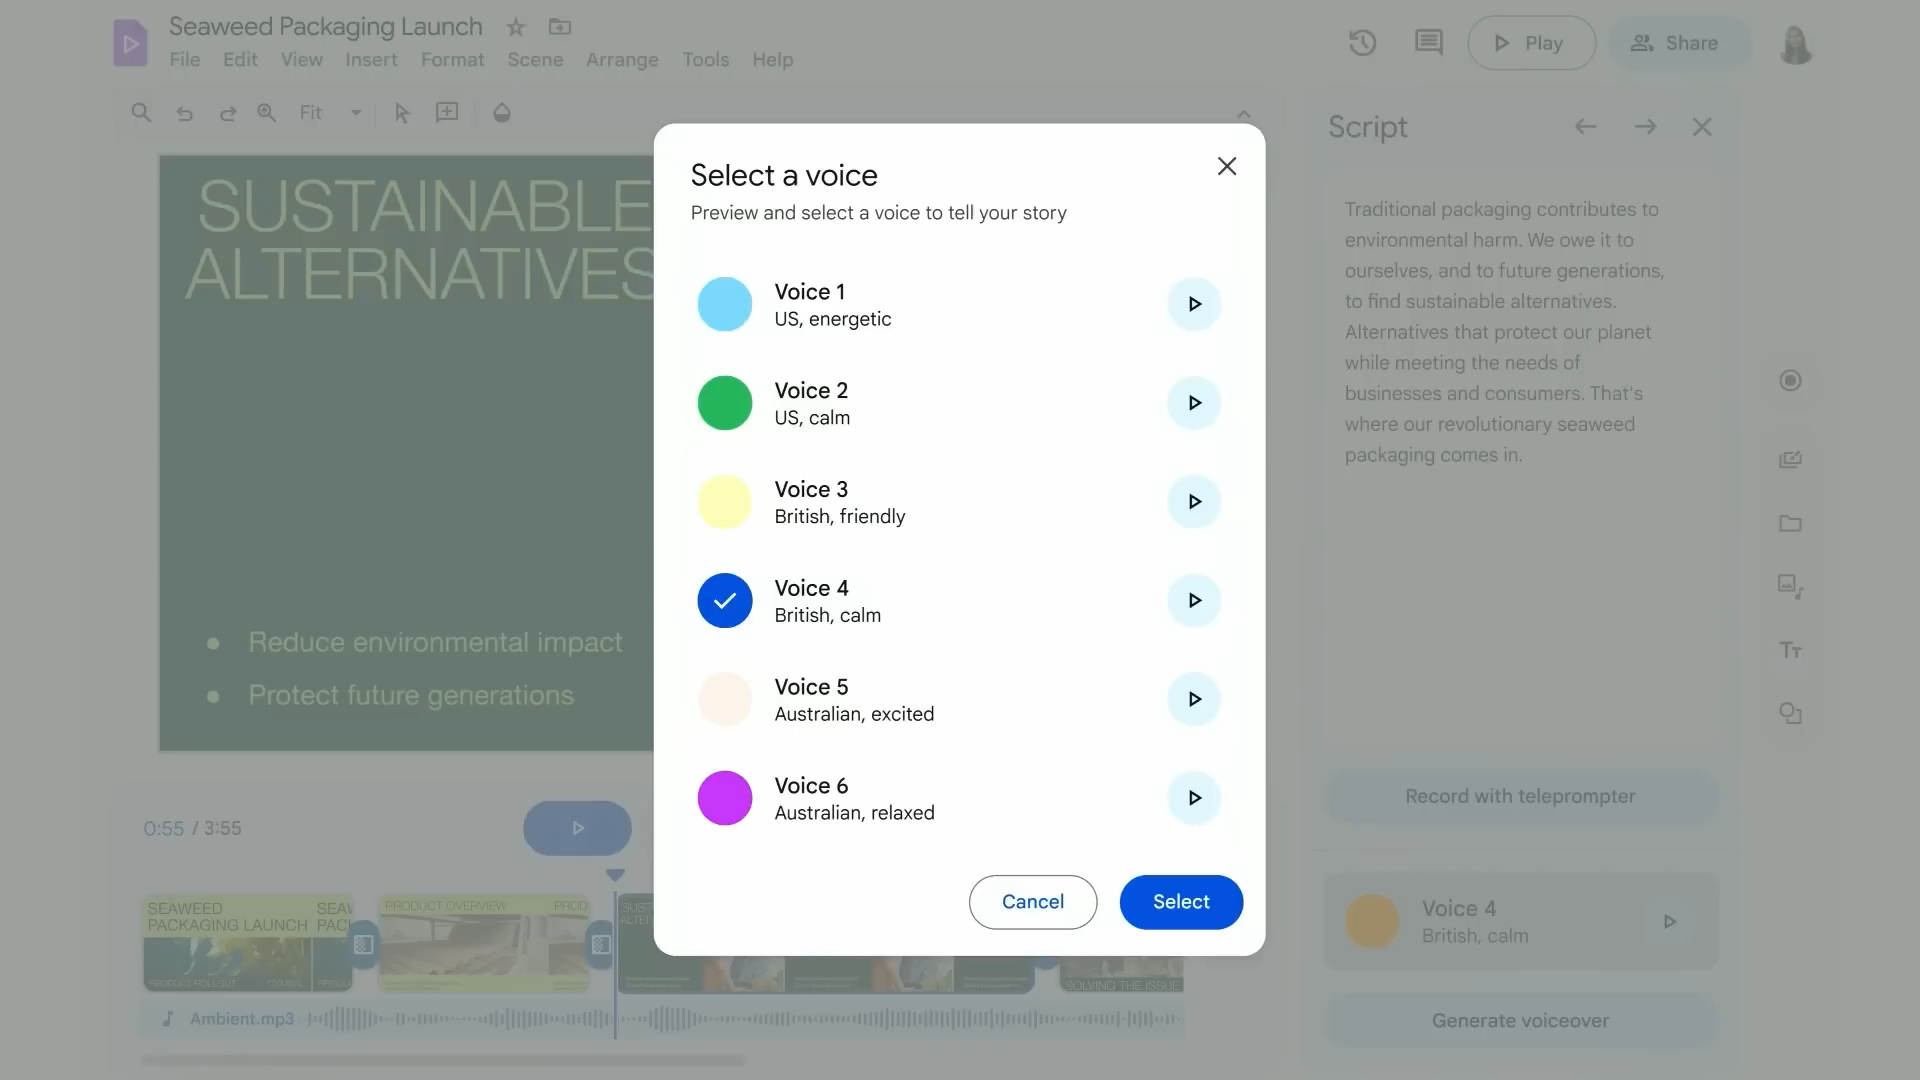 Seaweed Packaging Launch
File Edit View Insert Format Scene Arrange Tools Help
Play
Share
Fit
SUSTAINABLE
ALTERNATIVES
Reduce environmental impact
Protect future generations
Select a voice
Preview and select a voice to tell your story
Voice 1
US, energetic
Voice 2
US, calm
Voice 3
British, friendly
Voice 4
British, calm
Voice 5
Australian, excited
Voice 6
Australian, relaxed
Cancel
Select
Script
Traditional packaging contributes to
environmental harm. We owe it to
ourselves, and to future generations,
to find sustainable alternatives.
Alternatives that protect our planet
while meeting the needs of
businesses and consumers. That's
where our revolutionary seaweed
packaging comes in.
Record with teleprompter
Voice 4
British, calm
Generate voiceover
0:55 / 3:55
SEAWEED
PACKAGING LAUNCH
PRODUCT ROLLOUT
CYMBAL
PRODUCT OVERVIEW
SOLVING THE ISSUE
Ambient.mp3